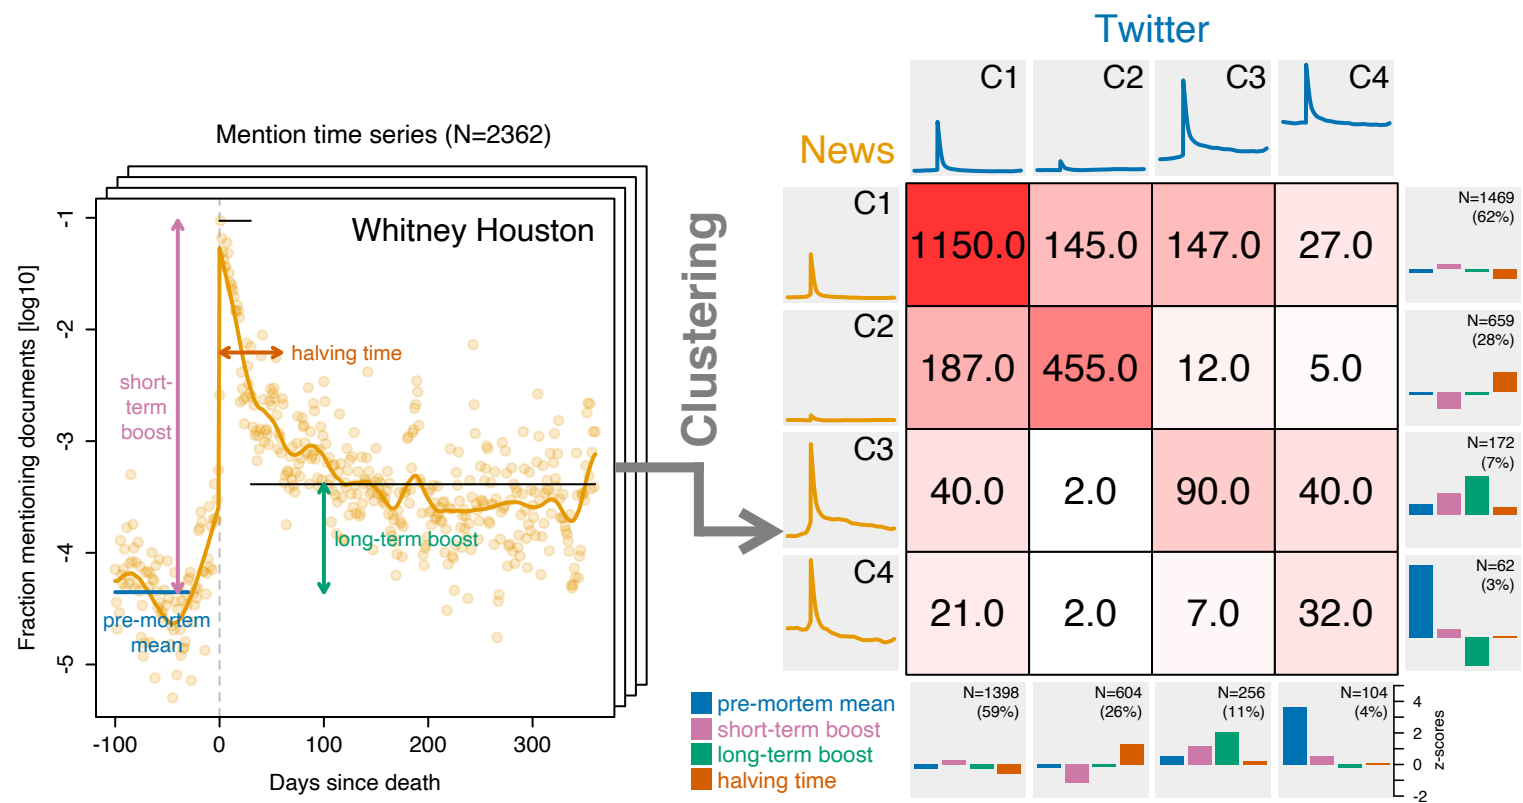 Twitter
C1
C2
C3
C4
Mention time series (N=2362)
News
Whitney Houston
Fraction mentioning documents [log10]
-1
-2
-3
-4
-5
short-
term
boost
halving time
long-term boost
pre-mortem
mean
-100
0
100
200
300
Days since death
Clustering
C1
1150.0
145.0
147.0
27.0
N=1469
(62%)
C2
187.0
455.0
12.0
5.0
N=659
(28%)
C3
40.0
2.0
90.0
40.0
N=172
(7%)
C4
21.0
2.0
7.0
32.0
N=62
(3%)
pre-mortem mean
short-term boost
long-term boost
halving time
N=1398
(59%)
N=604
(26%)
N=256
(11%)
N=104
(4%)
4
2
0
-2
z-scores